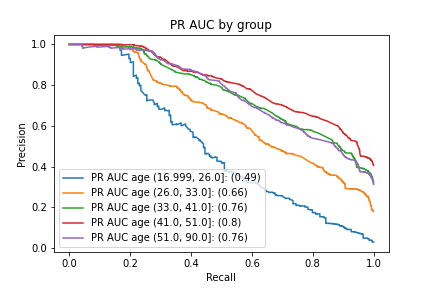 PR AUC by group
1.0
0.8
0.6
0.4
0.2
0.0
Precision
PR AUC age (16.999, 26.0]: (0.49)
PR AUC age (26.0, 33.0]: (0.66)
PR AUC age (33.0, 41.0]: (0.76)
PR AUC age (41.0, 51.0]: (0.8)
PR AUC age (51.0, 90.0]: (0.76)
0.0 0.2 0.4 0.6 0.8 1.0
Recall